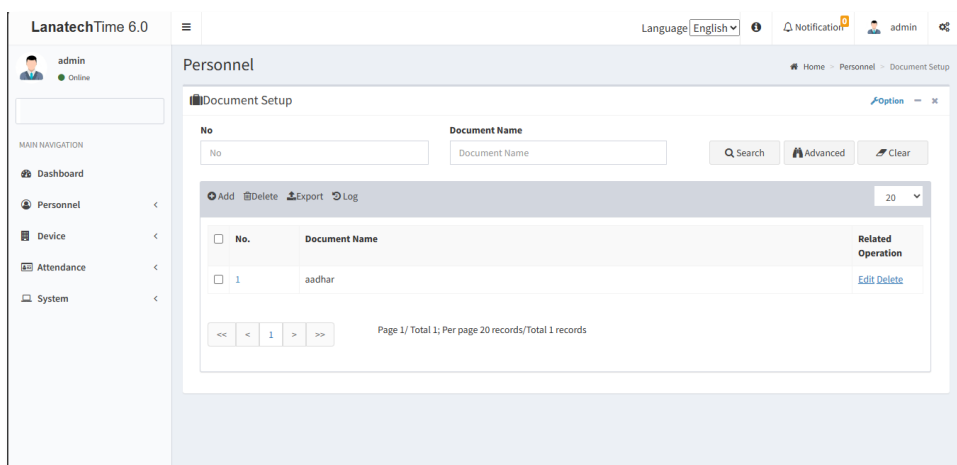 LanatechTime 6.0
Language English
Notification 0
admin
admin
Online
MAIN NAVIGATION
Dashboard
Personnel
Device
Attendance
System
Personnel
Home > Personnel > Document Setup
Document Setup
Option
No
Document Name
No
Document Name
Search
Advanced
Clear
Add Delete Export Log
20
No. Document Name Related Operation
1 aadhar Edit Delete
<< < 1 > >>
Page 1/ Total 1; Per page 20 records/Total 1 records